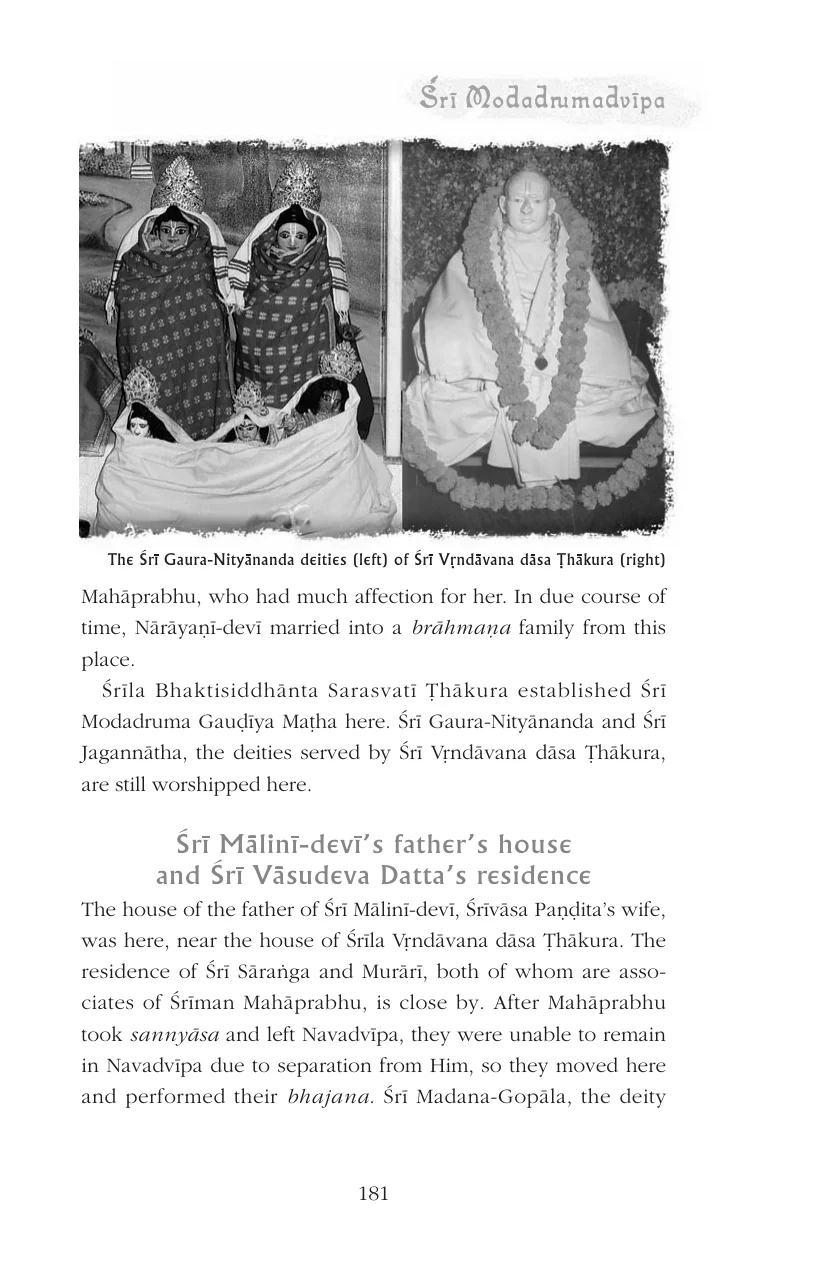 Śrī Modadrumadvīpa
The Śrī Gaura-Nityānanda deities (left) of Śrī Vṛndāvana dāsa Ṭhākura (right)
Mahāprabhu, who had much affection for her. In due course of
time, Nārāyaṇī-devī married into a brāhmaṇa family from this
place.
Śrīla Bhaktisiddhānta Sarasvatī Ṭhākura established Śrī
Modadruma Gauḍīya Maṭha here. Śrī Gaura-Nityānanda and Śrī
Jagannātha, the deities served by Śrī Vṛndāvana dāsa Ṭhākura,
are still worshipped here.
Śrī Mālinī-devī’s father’s house
and Śrī Vāsudeva Datta’s residence
The house of the father of Śrī Mālinī-devī, Śrīvāsa Paṇḍita’s wife,
was here, near the house of Śrīla Vṛndāvana dāsa Ṭhākura. The
residence of Śrī Sāraṅga and Murārī, both of whom are asso-
ciates of Śrīman Mahāprabhu, is close by. After Mahāprabhu
took sannyāsa and left Navadvīpa, they were unable to remain
in Navadvīpa due to separation from Him, so they moved here
and performed their bhajana. Śrī Madana-Gopāla, the deity
181